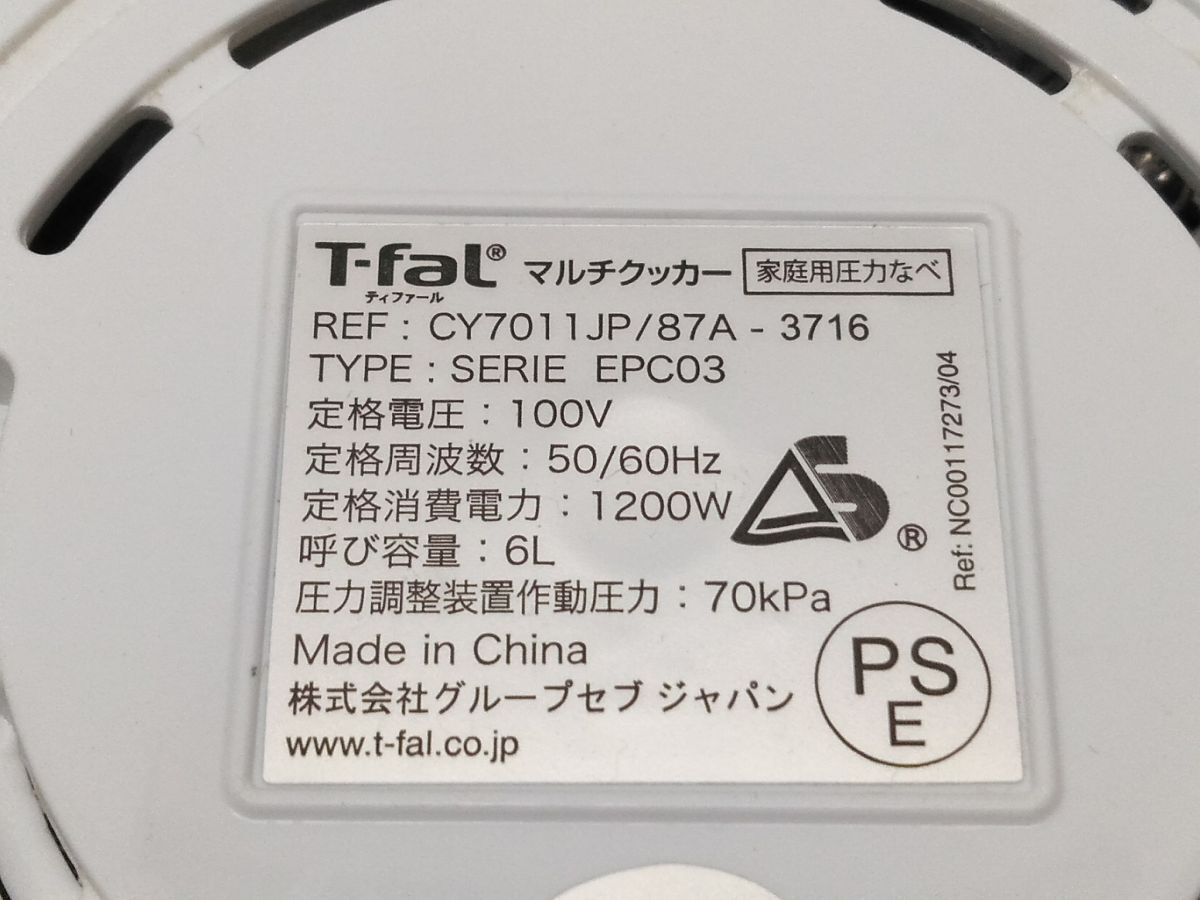 T-fal® マルチクッカー 家庭用圧力なべ
ティファール
REF : CY7011JP/87A - 3716
TYPE : SERIE EPC03
定格電圧 : 100V
定格周波数 : 50/60Hz
定格消費電力 : 1200W
呼び容量 : 6L
圧力調整装置作動圧力 : 70kPa
Made in China
株式会社グループセブ ジャパン
www.t-fal.co.jp
S
®
Ref: NC00117273/04
PS
E